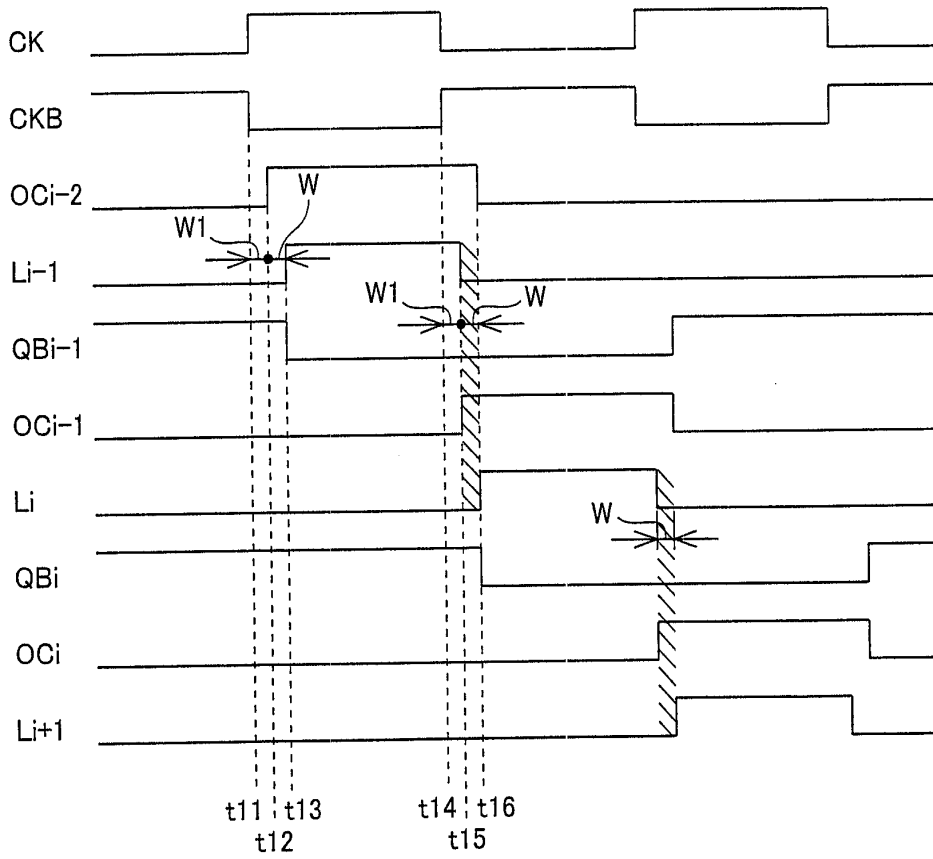 CK
CKB
OCi-2
W1 W
Li-1
W1 W
QBi-1
OCi-1
Li
W
QBi
OCi
Li+1
t11 t13 t14 t16
t12 t15